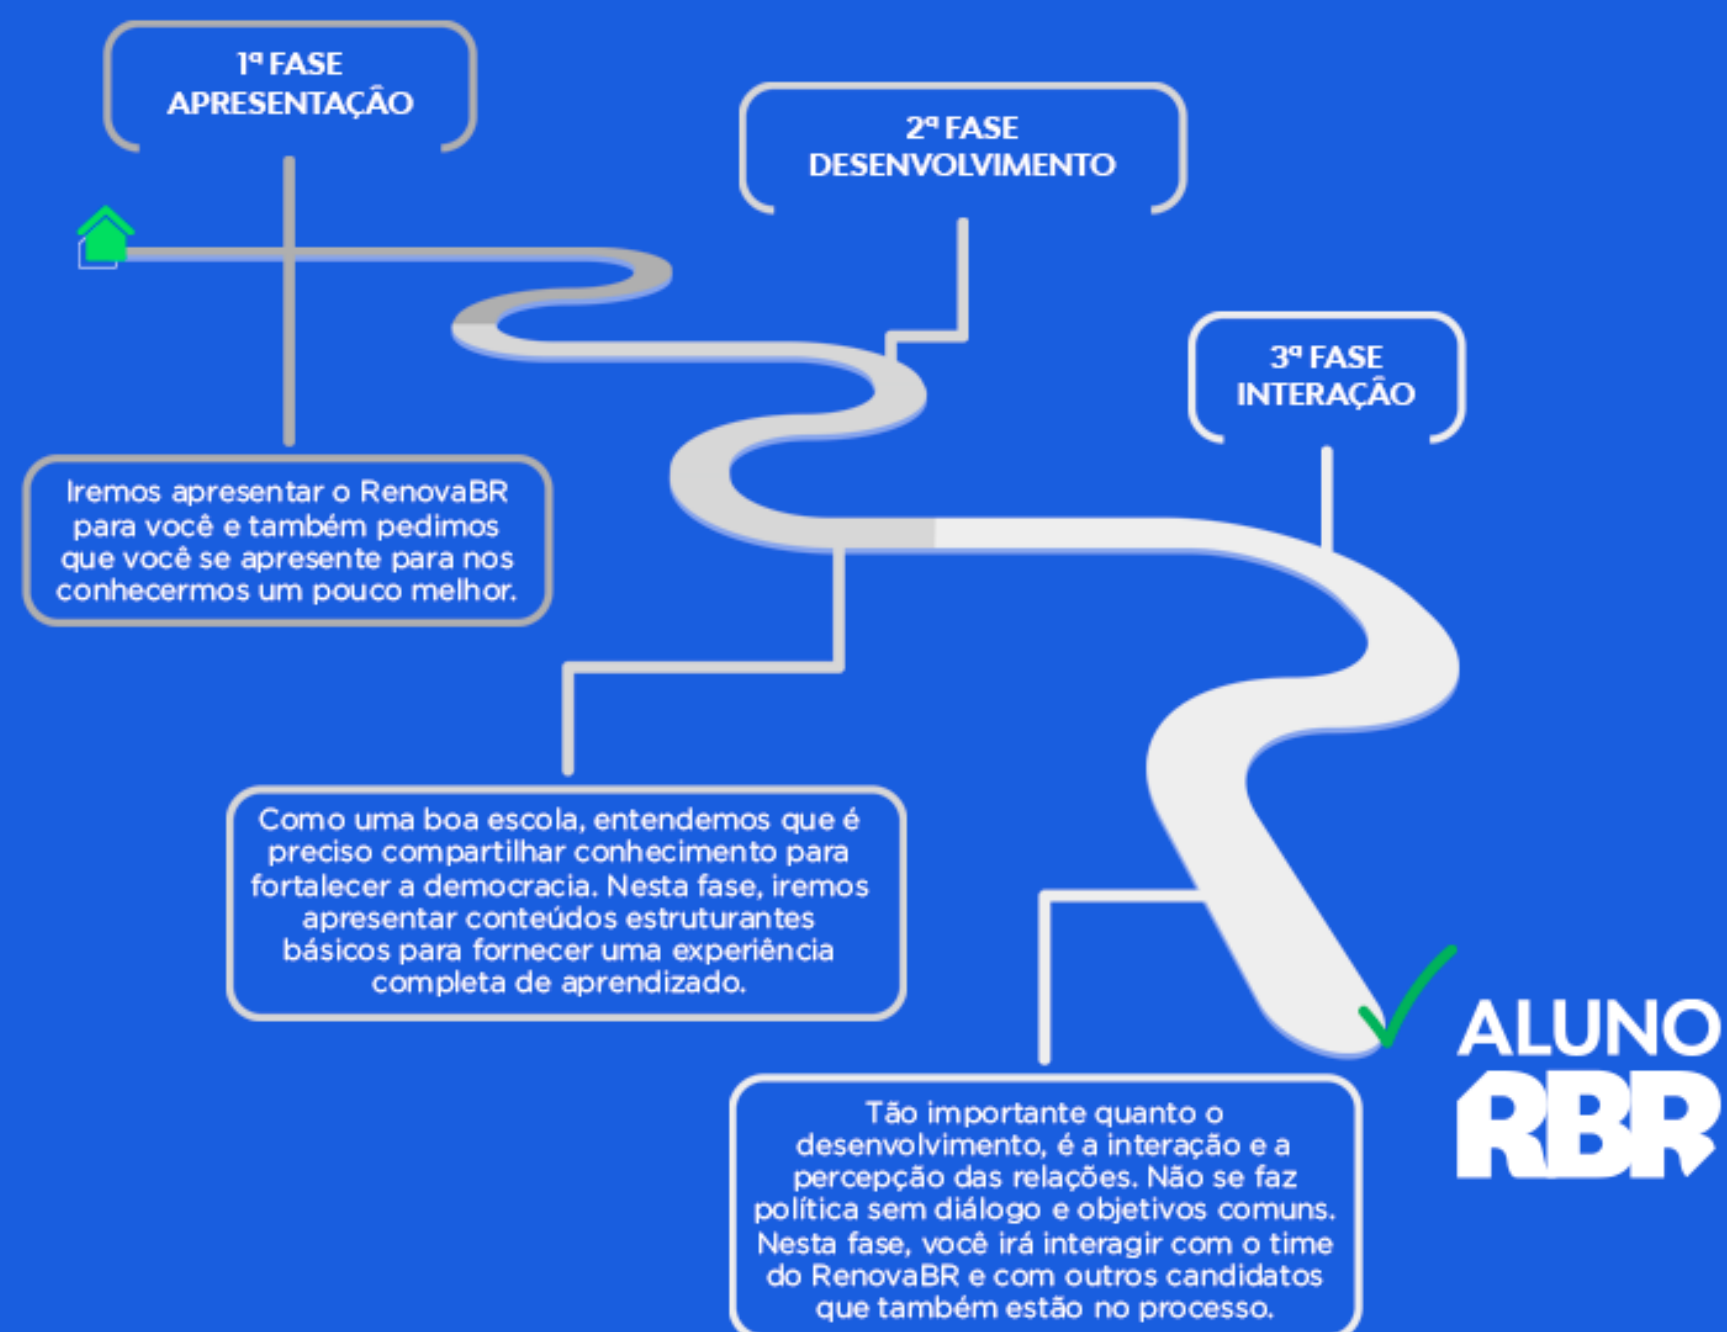 1ª FASE
APRESENTAÇÃO
2ª FASE
DESENVOLVIMENTO
3ª FASE
INTERAÇÃO
Iremos apresentar o RenovaBR
para você e também pedimos
que você se apresente para nos
conhecermos um pouco melhor.
Como uma boa escola, entendemos que é
preciso compartilhar conhecimento para
fortalecer a democracia. Nesta fase, iremos
apresentar conteúdos estruturantes
básicos para fornecer uma experiência
completa de aprendizado.
Tão importante quanto o
desenvolvimento, é a interação e a
percepção das relações. Não se faz
política sem diálogo e objetivos comuns.
Nesta fase, você irá interagir com o time
do RenovaBR e com outros candidatos
que também estão no processo.
ALUNO
RBR